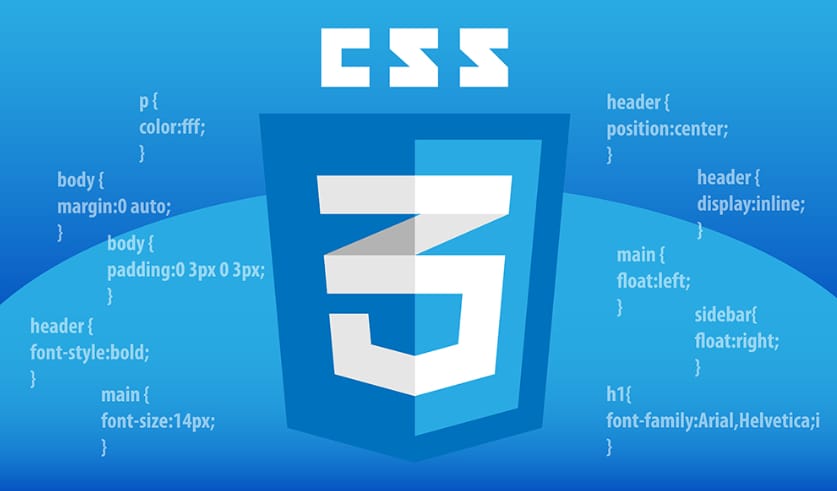 CSS
3
p {
color:fff;
}
body {
margin:0 auto;
}
body {
padding:0 3px 0 3px;
}
header {
font-style:bold;
}
main {
font-size:14px;
}
header {
position:center;
}
header {
display:inline;
}
main {
float:left;
}
sidebar{
float:right;
}
h1{
font-family:Arial,Helvetica;i
}